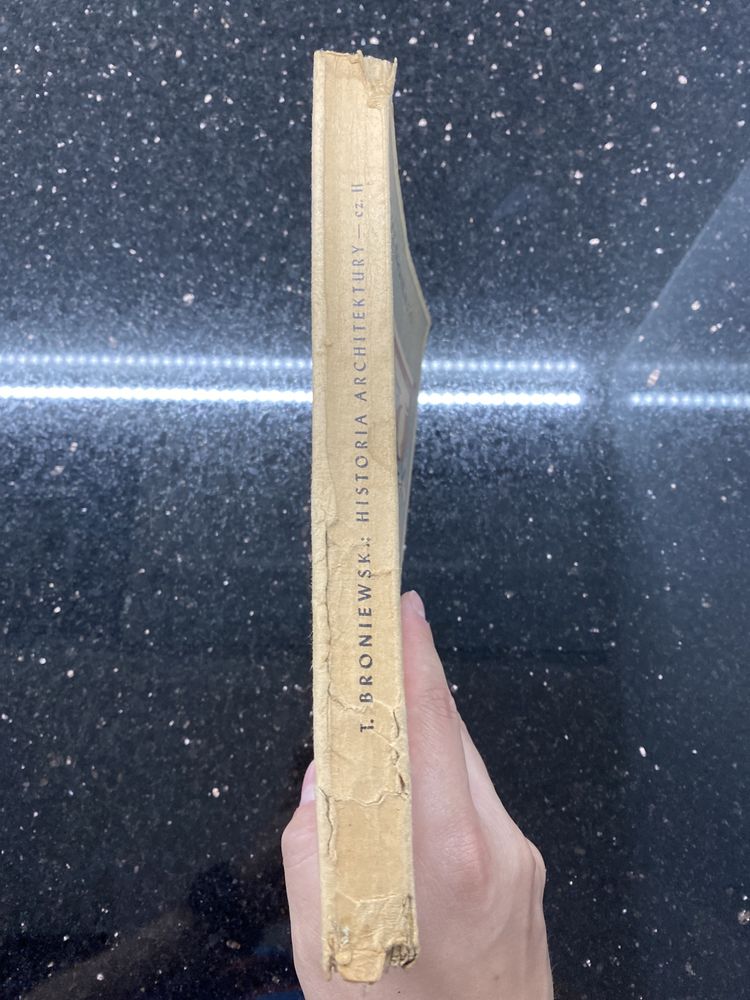 T. BRONIEWSKI: HISTORIA ARCHITEKTURY — cz. II